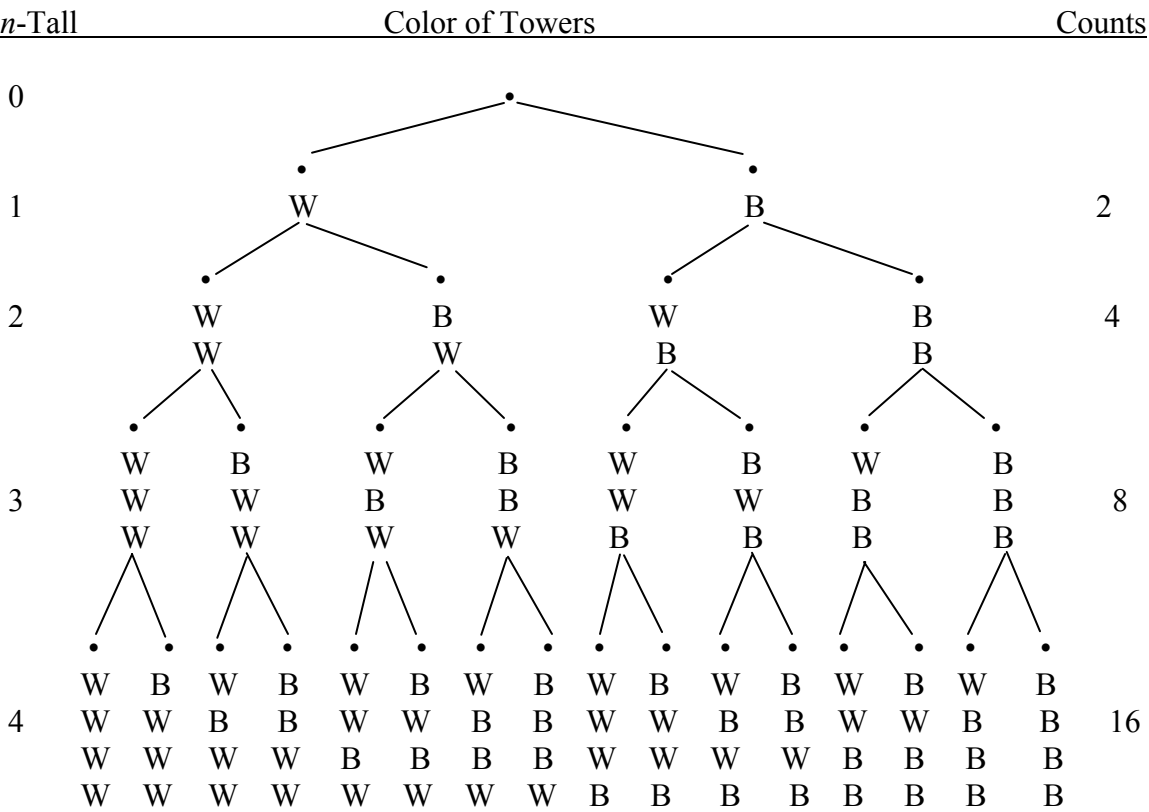 n-Tall Color of Towers Counts
0
1 W B 2
W B W B
2 4
W W B B
W B W B W B W B
3 W W B B W W B B 8
W W W W B B B B
W B W B W B W B W B W B W B W B
4 W W B B W W B B W W B B W W B B 16
W W W W B B B B W W W W B B B B
W W W W W W W W B B B B B B B B